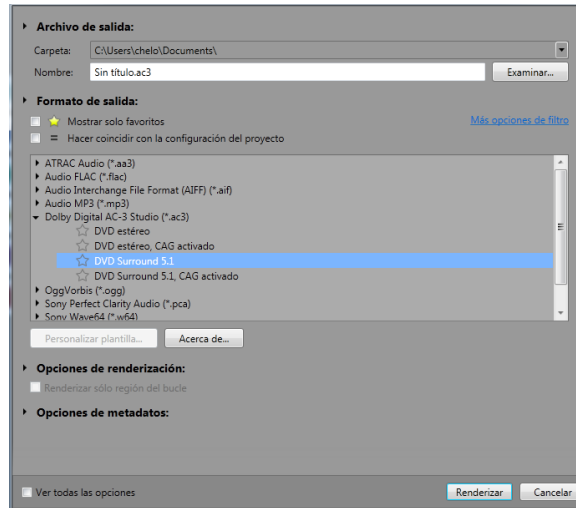 Archivo de salida:
Carpeta: C:\Users\chelo\Documents\
Nombre: Sin título.ac3 Examinar...
Formato de salida:
Mostrar solo favoritos Más opciones de filtro
= Hacer coincidir con la configuración del proyecto
ATRAC Audio (*.aa3)
Audio FLAC (*.flac)
Audio Interchange File Format (AIFF) (*.aif)
Audio MP3 (*.mp3)
Dolby Digital AC-3 Studio (*.ac3)
DVD estéreo
DVD estéreo, CAG activado
DVD Surround 5.1
DVD Surround 5.1, CAG activado
OggVorbis (*.ogg)
Sony Perfect Clarity Audio (*.pca)
Sony Wave64 (*.w64)
Personalizar plantilla... Acerca de...
Opciones de renderización:
Renderizar sólo región del bucle
Opciones de metadatos:
Ver todas las opciones Renderizar Cancelar